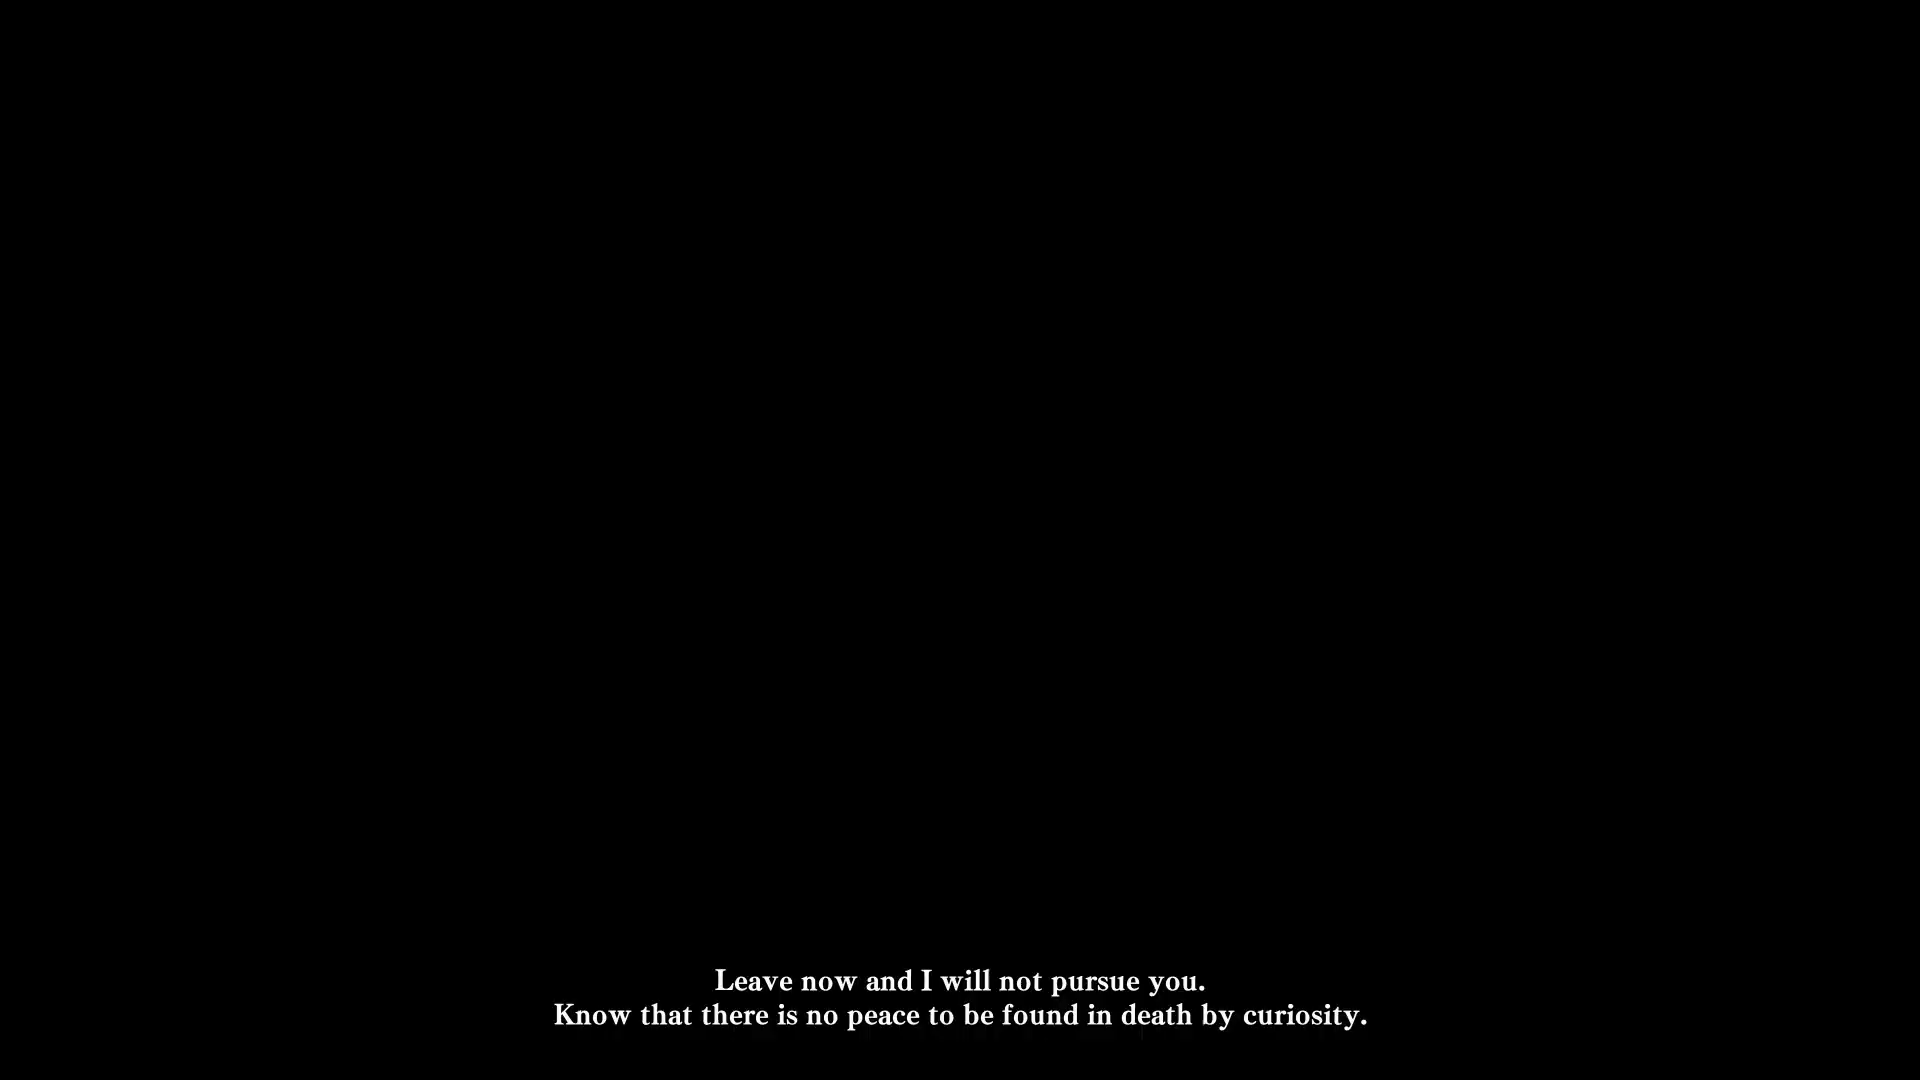 Leave now and I will not pursue you.
Know that there is no peace to be found in death by curiosity.